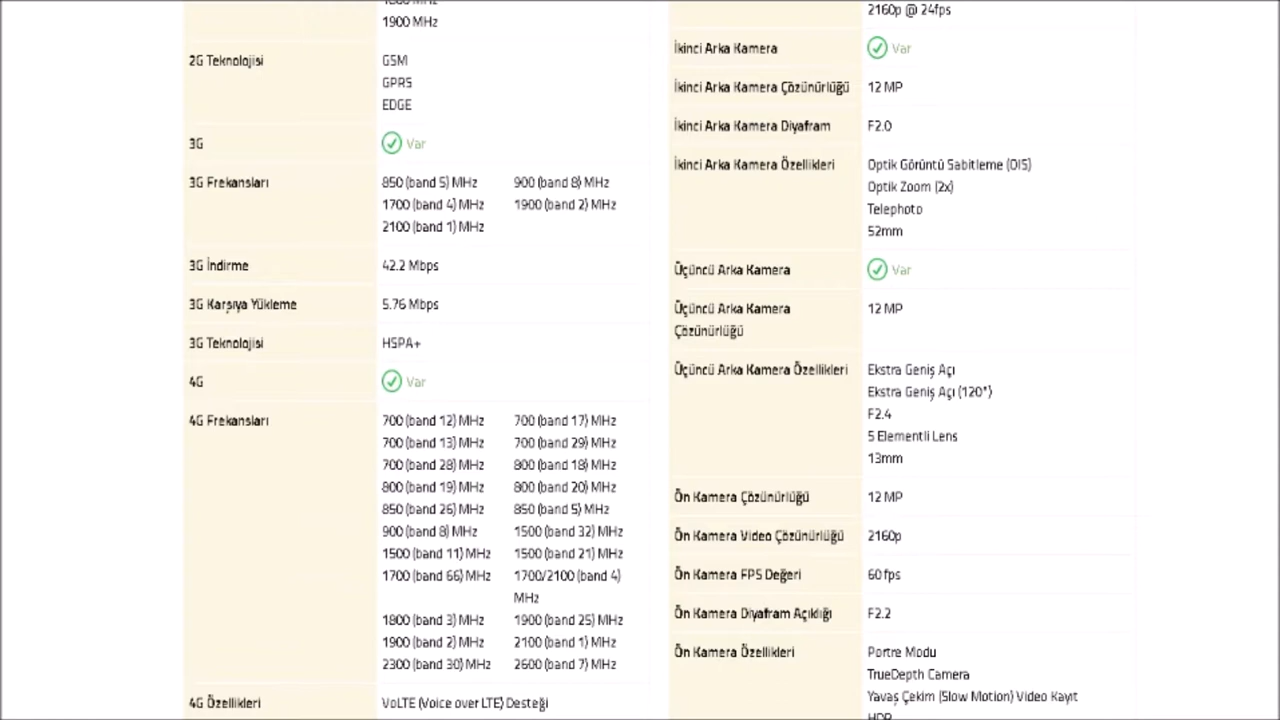 1900 MHz
2G Teknolojisi
GSM
GPRS
EDGE
3G
Var
3G Frekansları
850 (band 5) MHz
900 (band 8) MHz
1700 (band 4) MHz
1900 (band 2) MHz
2100 (band 1) MHz
3G İndirme
42.2 Mbps
3G Karşıya Yükleme
5.76 Mbps
3G Teknolojisi
HSPA+
4G
Var
4G Frekansları
700 (band 12) MHz
700 (band 17) MHz
700 (band 13) MHz
700 (band 29) MHz
700 (band 28) MHz
800 (band 18) MHz
800 (band 19) MHz
800 (band 20) MHz
850 (band 26) MHz
850 (band 5) MHz
900 (band 8) MHz
1500 (band 32) MHz
1500 (band 11) MHz
1500 (band 21) MHz
1700 (band 66) MHz
1700/2100 (band 4)
MHz
1800 (band 3) MHz
1900 (band 25) MHz
1900 (band 2) MHz
2100 (band 1) MHz
2300 (band 30) MHz
2600 (band 7) MHz
4G Özellikleri
VoLTE (Voice over LTE) Desteği
2160p @ 24fps
İkinci Arka Kamera
Var
İkinci Arka Kamera Çözünürlüğü
12 MP
İkinci Arka Kamera Diyafram
F2.0
İkinci Arka Kamera Özellikleri
Optik Görüntü Sabitleme (OIS)
Optik Zoom (2x)
Telephoto
52mm
Üçüncü Arka Kamera
Var
Üçüncü Arka Kamera
Çözünürlüğü
12 MP
Üçüncü Arka Kamera Özellikleri
Ekstra Geniş Açı
Ekstra Geniş Açı (120°)
F2.4
5 Elementli Lens
13mm
Ön Kamera Çözünürlüğü
12 MP
Ön Kamera Video Çözünürlüğü
2160p
Ön Kamera FPS Değeri
60 fps
Ön Kamera Diyafram Açıklığı
F2.2
Ön Kamera Özellikleri
Portre Modu
TrueDepth Camera
Yavaş Çekim (Slow Motion) Video Kayıt
HDR